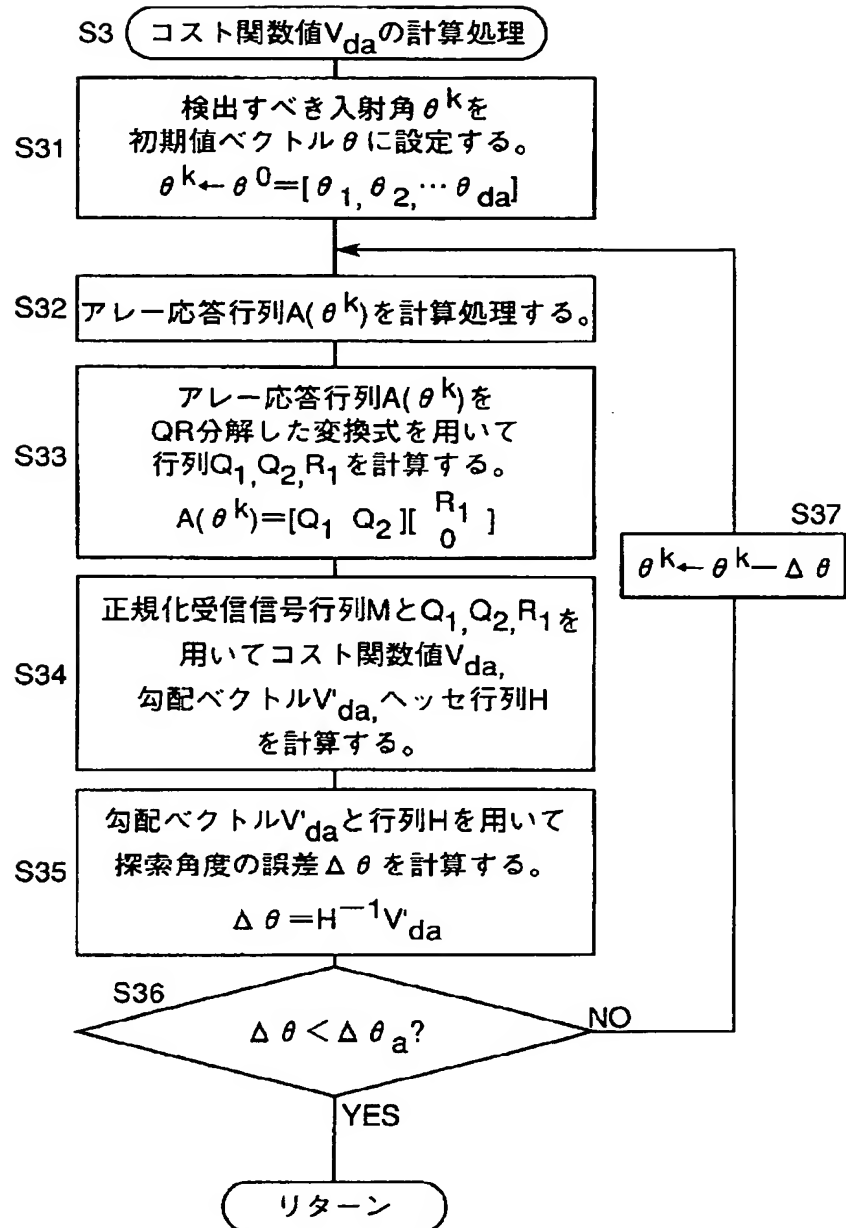 S3 コスト関数値Vdaの計算処理
S31
検出すべき入射角θkを
初期値ベクトルθに設定する。
θk←θ0=[θ1,θ2,…θda]
S32 アレー応答行列A(θk)を計算処理する。
S33
アレー応答行列A(θk)を
QR分解した変換式を用いて
行列Q1,Q2,R1を計算する。
A(θk)=[Q1 Q2][R1
0]
S34
正規化受信信号行列MとQ1,Q2,R1を
用いてコスト関数値Vda,
勾配ベクトルV'da,ヘッセ行列H
を計算する。
S35
勾配ベクトルV'daと行列Hを用いて
探索角度の誤差Δθを計算する。
Δθ=H−1V'da
S36
Δθ<Δθa?
NO
S37
θk←θk−Δθ
YES
リターン